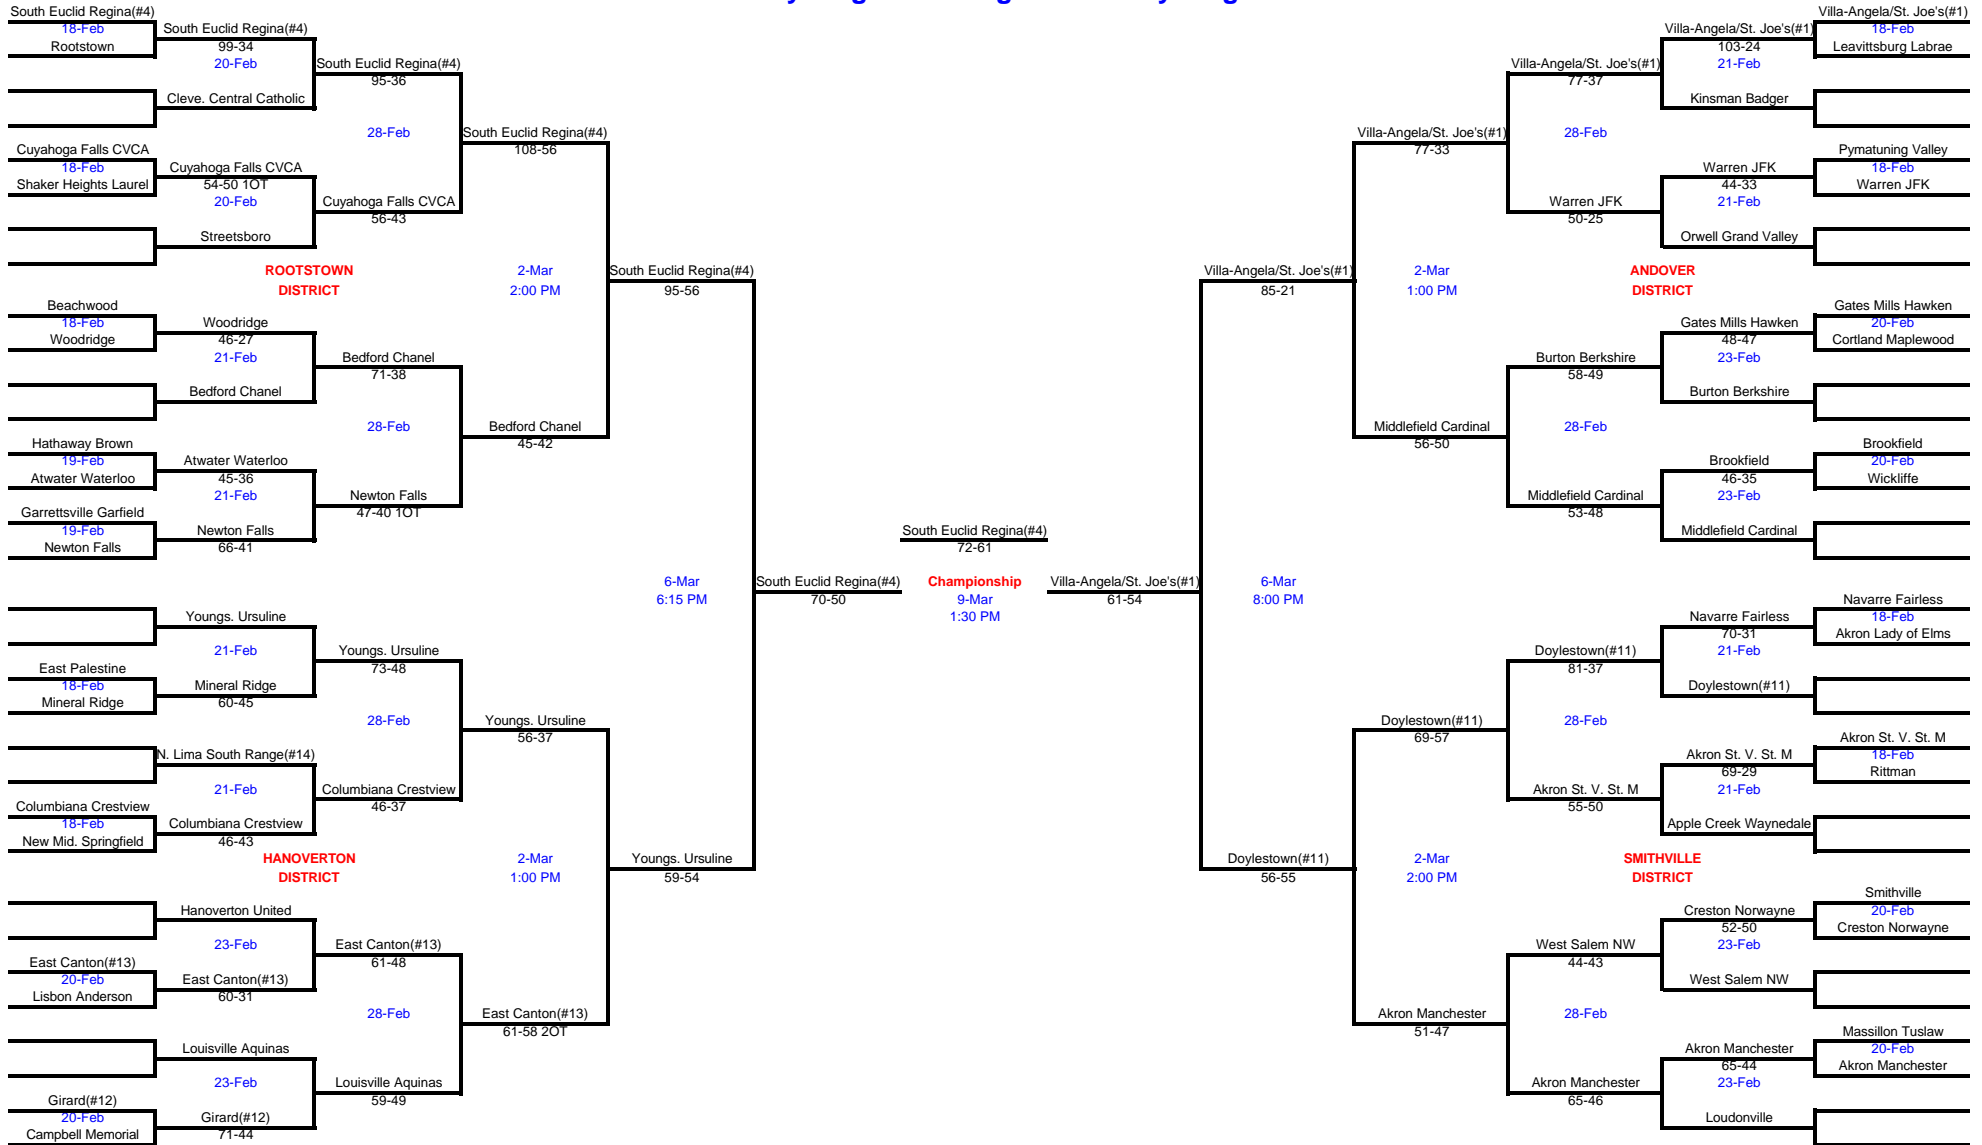 South Euclid Regina(#4)
18-Feb
Rootstown
South Euclid Regina(#4)
99-34
20-Feb
Cleve. Central Catholic
South Euclid Regina(#4)
95-36
28-Feb
Cuyahoga Falls CVCA
18-Feb
Shaker Heights Laurel
Cuyahoga Falls CVCA
54-50 1OT
20-Feb
Streetsboro
Cuyahoga Falls CVCA
56-43
South Euclid Regina(#4)
108-56
ROOTSTOWN
DISTRICT
2-Mar
2:00 PM
South Euclid Regina(#4)
95-56
Beachwood
18-Feb
Woodridge
Woodridge
46-27
21-Feb
Bedford Chanel
Bedford Chanel
71-38
28-Feb
Bedford Chanel
45-42
Hathaway Brown
19-Feb
Atwater Waterloo
Atwater Waterloo
45-36
21-Feb
Garrettsville Garfield
19-Feb
Newton Falls
Newton Falls
66-41
Newton Falls
47-40 1OT
6-Mar
6:15 PM
South Euclid Regina(#4)
70-50
Youngs. Ursuline
21-Feb
East Palestine
18-Feb
Mineral Ridge
Mineral Ridge
60-45
Youngs. Ursuline
73-48
28-Feb
Youngs. Ursuline
56-37
N. Lima South Range(#14)
21-Feb
Columbiana Crestview
18-Feb
New Mid. Springfield
Columbiana Crestview
46-43
Columbiana Crestview
46-37
HANOVERTON
DISTRICT
2-Mar
1:00 PM
Youngs. Ursuline
59-54
Hanoverton United
23-Feb
East Canton(#13)
20-Feb
Lisbon Anderson
East Canton(#13)
60-31
East Canton(#13)
61-48
28-Feb
East Canton(#13)
61-58 2OT
Louisville Aquinas
23-Feb
Girard(#12)
20-Feb
Campbell Memorial
Girard(#12)
71-44
Louisville Aquinas
59-49
South Euclid Regina(#4)
72-61
Championship
9-Mar
1:30 PM
Villa-Angela/St. Joe's(#1)
61-54
6-Mar
8:00 PM
Villa-Angela/St. Joe's(#1)
18-Feb
Leavittsburg Labrae
Villa-Angela/St. Joe's(#1)
103-24
21-Feb
Kinsman Badger
Villa-Angela/St. Joe's(#1)
77-37
28-Feb
Villa-Angela/St. Joe's(#1)
77-33
Pymatuning Valley
18-Feb
Warren JFK
Warren JFK
44-33
21-Feb
Orwell Grand Valley
Warren JFK
50-25
Villa-Angela/St. Joe's(#1)
85-21
2-Mar
1:00 PM
ANDOVER
DISTRICT
Gates Mills Hawken
20-Feb
Cortland Maplewood
Gates Mills Hawken
48-47
23-Feb
Burton Berkshire
Burton Berkshire
58-49
28-Feb
Middlefield Cardinal
56-50
Brookfield
20-Feb
Wickliffe
Brookfield
46-35
23-Feb
Middlefield Cardinal
Middlefield Cardinal
53-48
Navarre Fairless
18-Feb
Akron Lady of Elms
Navarre Fairless
70-31
21-Feb
Doylestown(#11)
Doylestown(#11)
81-37
28-Feb
Doylestown(#11)
69-57
Akron St. V. St. M
18-Feb
Rittman
Akron St. V. St. M
69-29
21-Feb
Apple Creek Waynedale
Akron St. V. St. M
55-50
Doylestown(#11)
56-55
2-Mar
2:00 PM
SMITHVILLE
DISTRICT
Smithville
20-Feb
Creston Norwayne
Creston Norwayne
52-50
23-Feb
West Salem NW
West Salem NW
44-43
28-Feb
Akron Manchester
51-47
Massillon Tuslaw
20-Feb
Akron Manchester
Akron Manchester
65-44
23-Feb
Loudonville
Akron Manchester
65-46